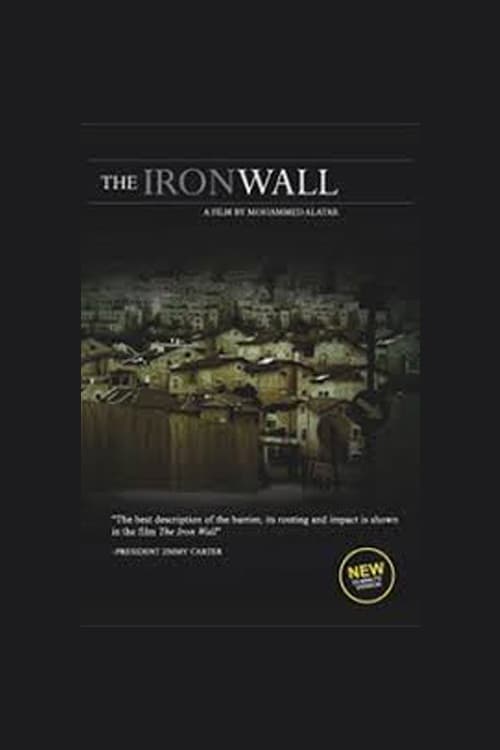 THE IRONWALL
A FILM BY MOHAMMED ALATAR
"The best description of the barrier, its routing and impact is shown
in the film The Iron Wall"
-PRESIDENT JIMMY CARTER
NEW
VERSION